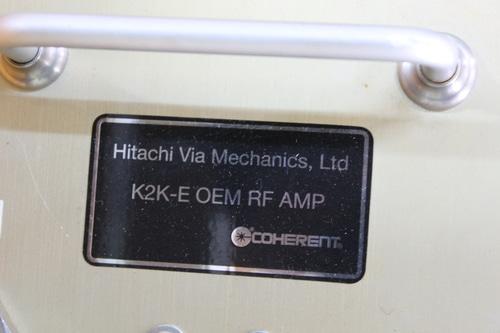 Hitachi Via Mechanics, Ltd
K2K-E OEM RF AMP
COHERENT®